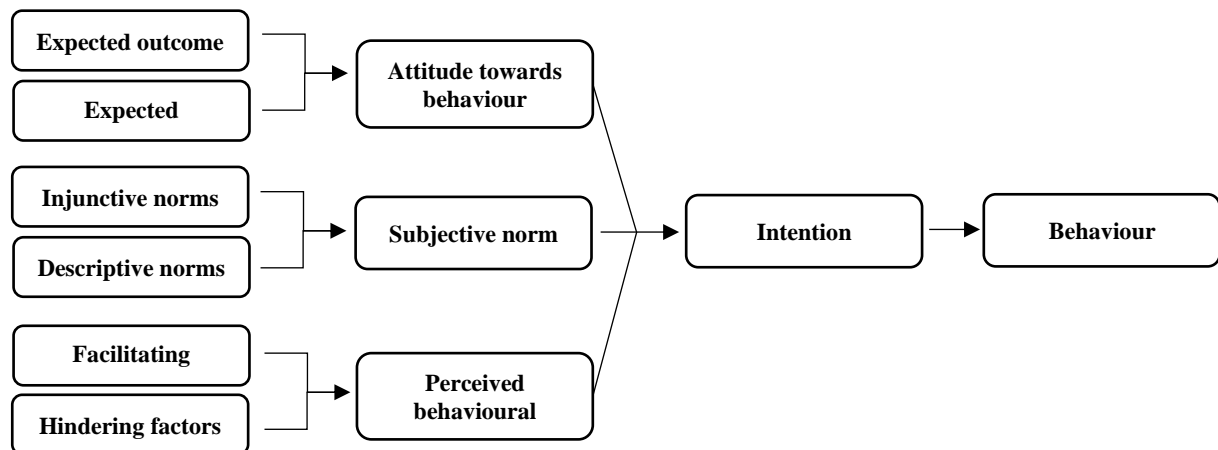 Expected outcome
Expected
Attitude towards
behaviour
Injunctive norms
Descriptive norms
Subjective norm
Intention
Behaviour
Facilitating
Hindering factors
Perceived
behavioural